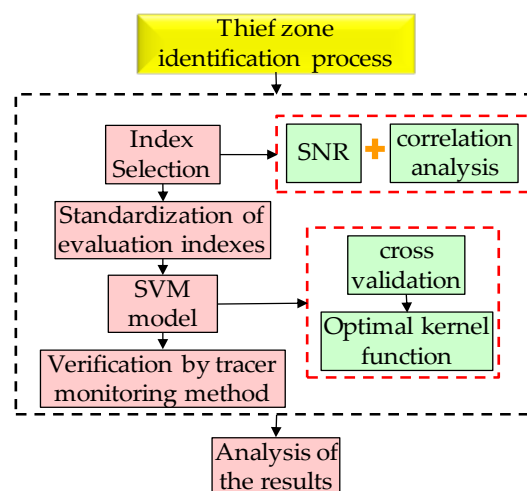 Thief zone
identification process
Index
Selection
SNR
+
correlation
analysis
Standardization of
evaluation indexes
SVM
model
cross
validation
Optimal kernel
function
Verification by tracer
monitoring method
Analysis of
the results